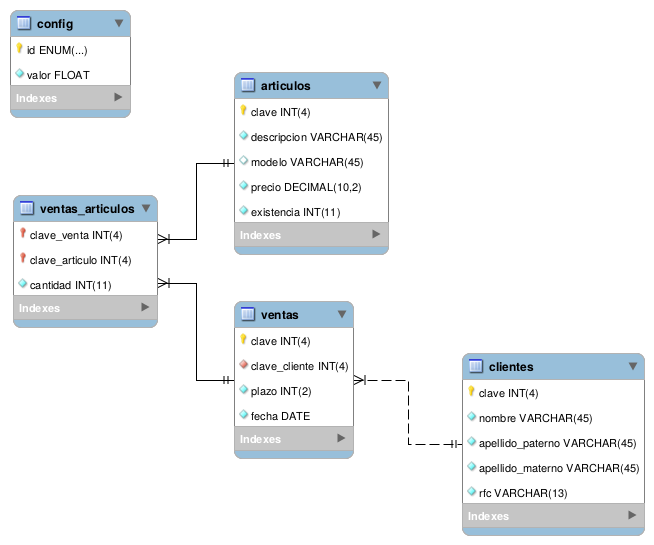 config
id ENUM(...)
valor FLOAT
Indexes
articulos
clave INT(4)
descripcion VARCHAR(45)
modelo VARCHAR(45)
precio DECIMAL(10,2)
existencia INT(11)
Indexes
ventas_articulos
clave_venta INT(4)
clave_articulo INT(4)
cantidad INT(11)
Indexes
ventas
clave INT(4)
clave_cliente INT(4)
plazo INT(2)
fecha DATE
Indexes
clientes
clave INT(4)
nombre VARCHAR(45)
apellido_paterno VARCHAR(45)
apellido_materno VARCHAR(45)
rfc VARCHAR(13)
Indexes